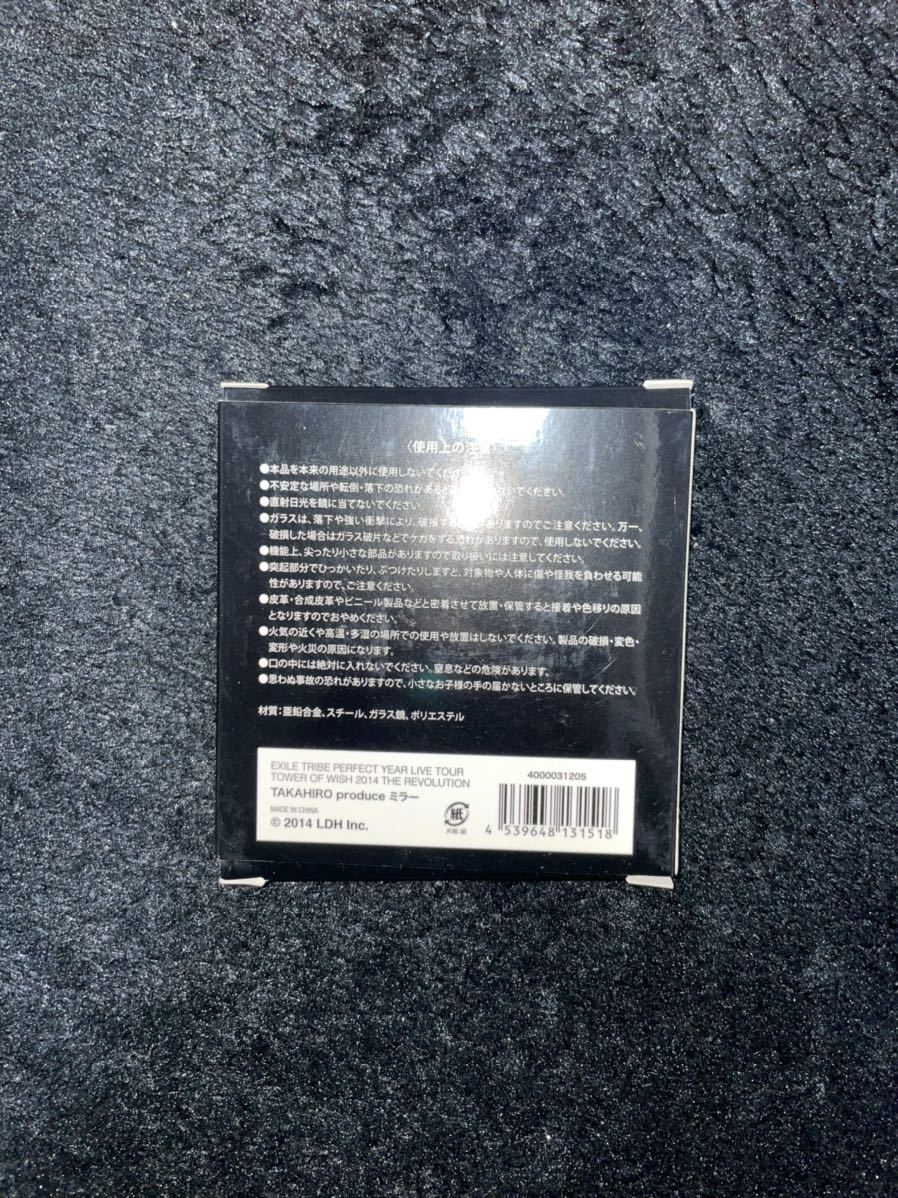 〈使用上の注意
●本品を本来の用途以外に使用しないでくだ
●不安定な場所や転倒・落下の恐れがあると ないでください。
●直射日光を鏡に当てないでください
●ガラスは、落下や強い衝撃により、破損す ありますのでご注意ください。万一、
破損した場合はガラス破片などでケガをする恐れがありますので、使用しないでください。
●機能上、尖ったり小さな部品がありますので取り扱いには注意してください。
●突起部分でひっかいたり、ぶつけたりしますと、対象物や人体に傷や怪我を負わせる可能
性がありますので、ご注意ください。
●皮革・合成皮革やビニール製品などと密着させて放置・保管すると接着や色移りの原因
となりますのでおやめください。
●火気の近くや高温・多湿の場所での使用や放置はしないでください。製品の破損・変色・
変形や火災の原因になります。
●口の中には絶対に入れないでください。窒息などの危険があります。
●思わぬ事故の恐れがありますので、小さなお子様の手の届かないところに保管してください。
材質：亜鉛合金、スチール、ガラス鏡、ポリエステル
EXILE TRIBE PERFECT YEAR LIVE TOUR
TOWER OF WISH 2014 THE REVOLUTION
TAKAHIRO produce ミラー
MADE IN CHINA
© 2014 LDH Inc.
紙
外箱：紙
4000031205
4 539648 131518